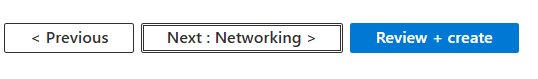 < Previous Next : Networking > Review + create